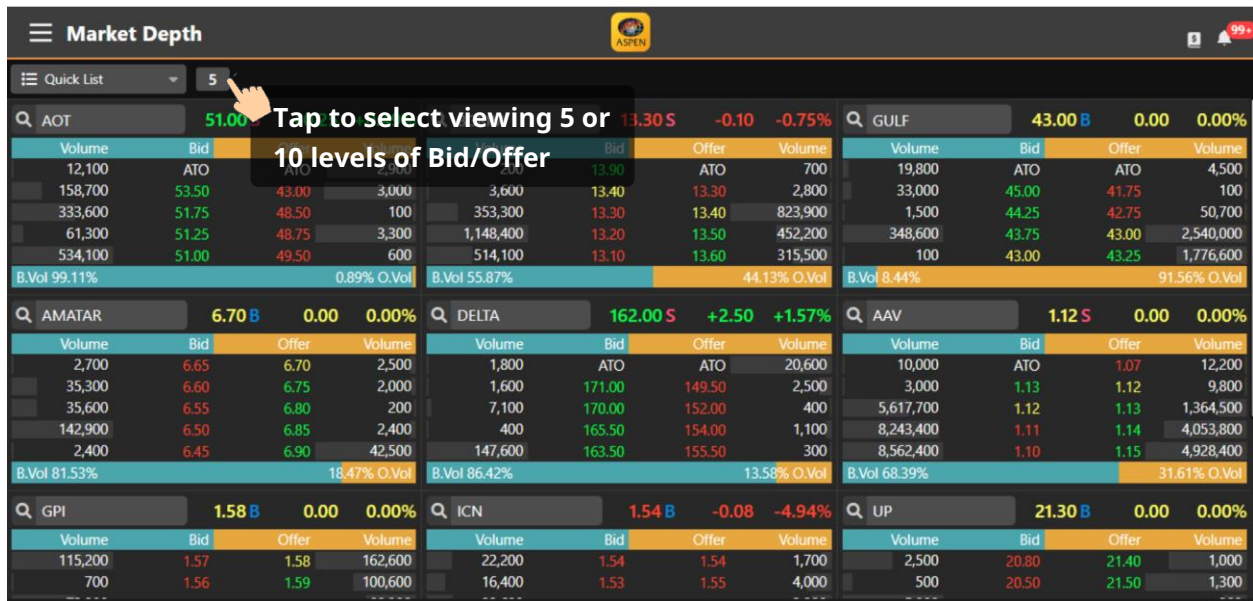 Market Depth
ASPEN
99+
Quick List
5
Tap to select viewing 5 or
10 levels of Bid/Offer
AOT 51.00 13.30 S -0.10 -0.75% GULF 43.00 B 0.00 0.00%
Volume Bid Bid Offer Volume Volume Bid Offer Volume
12,100 ATO ATO 2,900 200 13.90 ATO 700 19,800 ATO ATO 4,500
158,700 53.50 43.00 3,000 3,600 13.40 13.30 2,800 33,000 45.00 41.75 100
333,600 51.75 48.50 100 353,300 13.30 13.40 823,900 1,500 44.25 42.75 50,700
61,300 51.25 48.75 3,300 1,148,400 13.20 13.50 452,200 348,600 43.75 43.00 2,540,000
534,100 51.00 49.50 600 514,100 13.10 13.60 315,500 100 43.00 43.25 1,776,600
B.Vol 99.11% 0.89% O.Vol B.Vol 55.87% 44.13% O.Vol B.Vol 8.44% 91.56% O.Vol
AMATAR 6.70 B 0.00 0.00% DELTA 162.00 S +2.50 +1.57% AAV 1.12 S 0.00 0.00%
Volume Bid Offer Volume Volume Bid Offer Volume Volume Bid Offer Volume
2,700 6.65 6.70 2,500 1,800 ATO ATO 20,600 10,000 ATO 1.07 12,200
35,300 6.60 6.75 2,000 1,600 171.00 149.50 2,500 3,000 1.13 1.12 9,800
35,600 6.55 6.80 200 7,100 170.00 152.00 400 5,617,700 1.12 1.13 1,364,500
142,900 6.50 6.85 2,400 400 165.50 154.00 1,100 8,243,400 1.11 1.14 4,053,800
2,400 6.45 6.90 42,500 147,600 163.50 155.50 300 8,562,400 1.10 1.15 4,928,400
B.Vol 81.53% 18.47% O.Vol B.Vol 86.42% 13.58% O.Vol B.Vol 68.39% 31.61% O.Vol
GPI 1.58 B 0.00 0.00% ICN 1.54 B -0.08 -4.94% UP 21.30 B 0.00 0.00%
Volume Bid Offer Volume Volume Bid Offer Volume Volume Bid Offer Volume
115,200 1.57 1.58 162,600 22,200 1.54 1.54 1,700 2,500 20.80 21.40 1,000
700 1.56 1.59 100,600 16,400 1.53 1.55 4,000 500 20.50 21.50 1,300